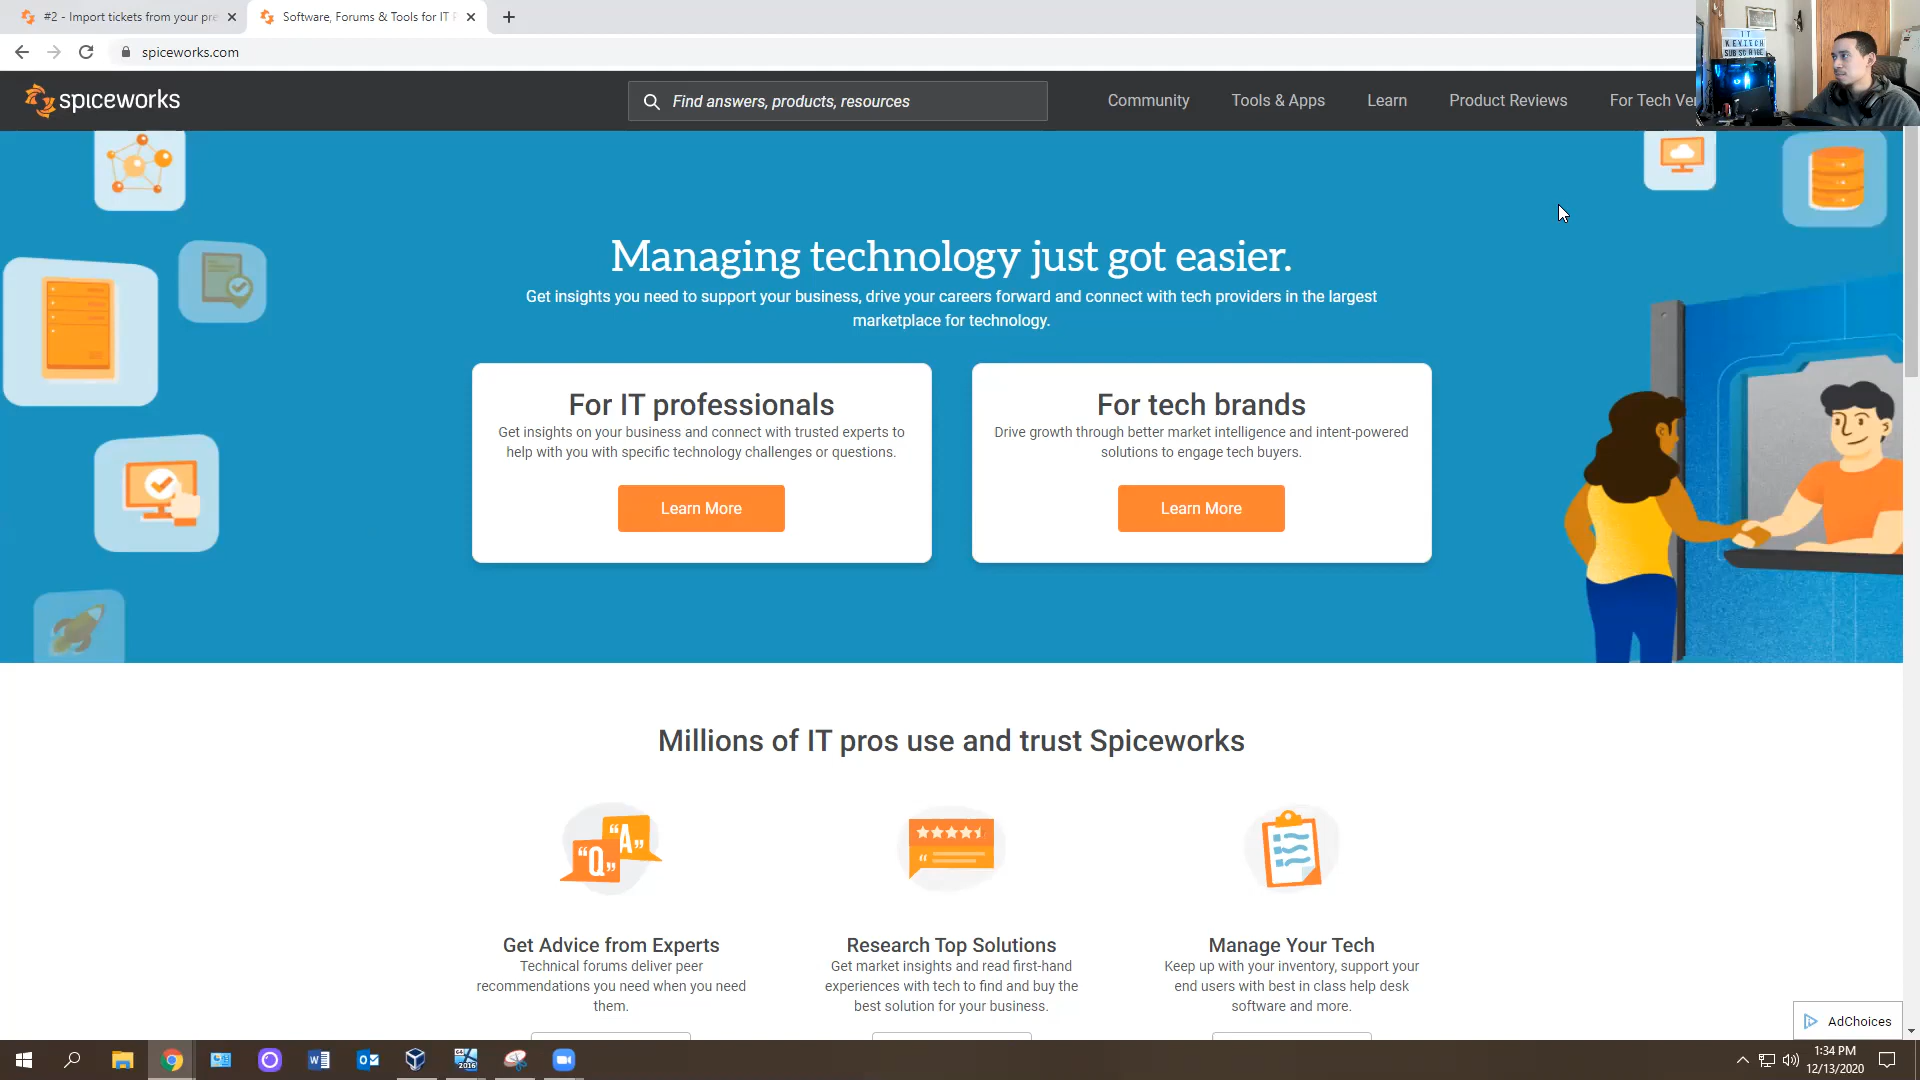 #2 - Import tickets from your pre
Software, Forums & Tools for IT P
spiceworks.com
spiceworks
Find answers, products, resources
Community
Tools & Apps
Learn
Product Reviews
For Tech Ve
IT
KEVTECH
SUBSCRIBE
Managing technology just got easier.
Get insights you need to support your business, drive your careers forward and connect with tech providers in the largest
marketplace for technology.
For IT professionals
Get insights on your business and connect with trusted experts to
help with you with specific technology challenges or questions.
Learn More
For tech brands
Drive growth through better market intelligence and intent-powered
solutions to engage tech buyers.
Learn More
Millions of IT pros use and trust Spiceworks
"Q"
"A"
Get Advice from Experts
Technical forums deliver peer
recommendations you need when you need
them.
Research Top Solutions
Get market insights and read first-hand
experiences with tech to find and buy the
best solution for your business.
Manage Your Tech
Keep up with your inventory, support your
end users with best in class help desk
software and more.
AdChoices
2016
1:34 PM
12/13/2020